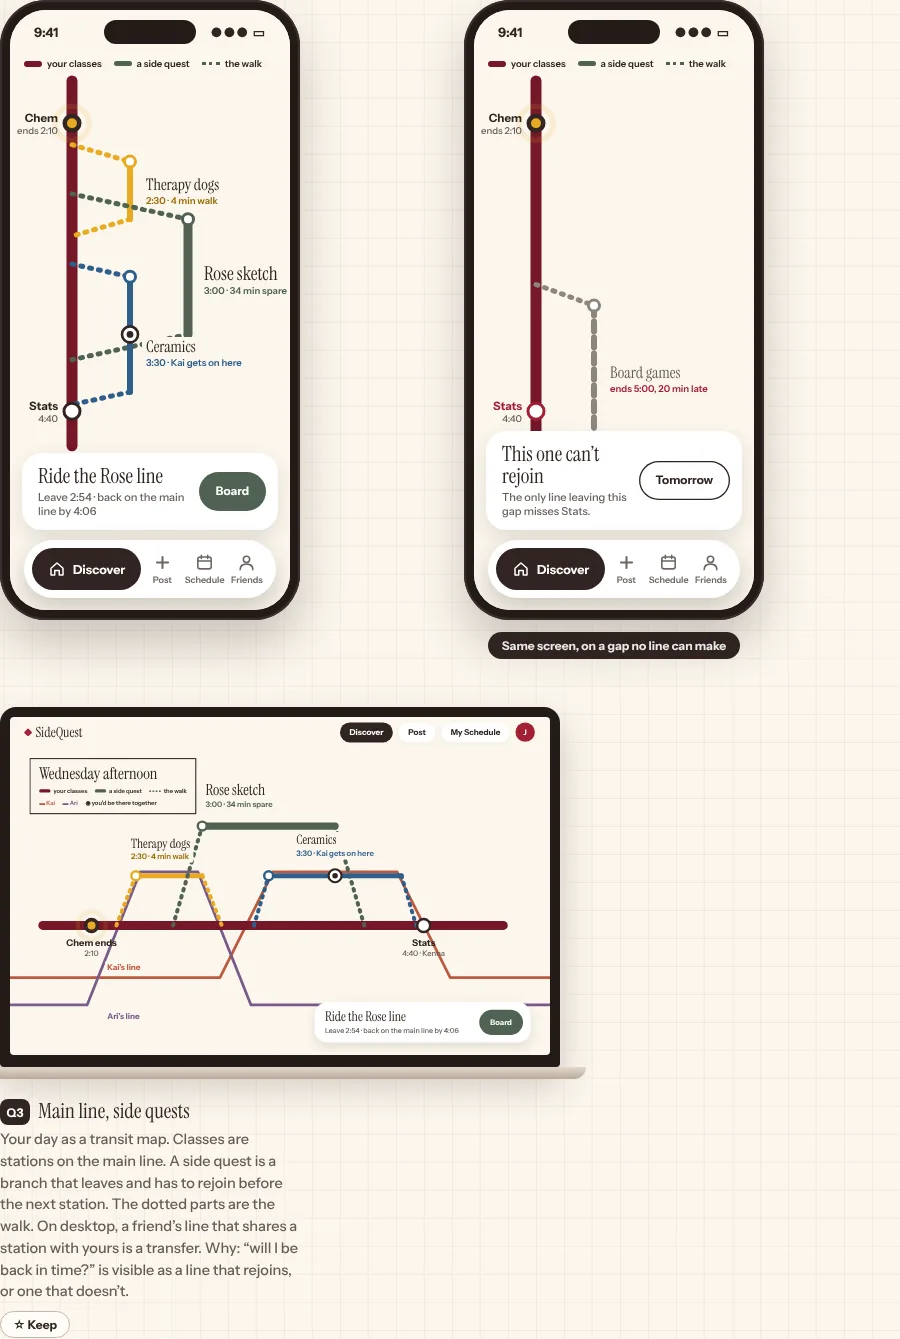 9:41
your classes a side quest the walk
Chem
ends 2:10
Therapy dogs
2:30 · 4 min walk
Rose sketch
3:00 · 34 min spare
Ceramics
3:30 · Kai gets on here
Stats
4:40
Ride the Rose line
Leave 2:54 · back on the main
line by 4:06
Board
Discover
Post
Schedule
Friends
9:41
your classes a side quest the walk
Chem
ends 2:10
Board games
ends 5:00, 20 min late
Stats
4:40
This one can’t
rejoin
The only line leaving this
gap misses Stats.
Tomorrow
Discover
Post
Schedule
Friends
Same screen, on a gap no line can make
SideQuest
Discover
Post
My Schedule
J
Wednesday afternoon
your classes a side quest the walk
Kai Ari you'd be there together
Rose sketch
3:00 · 34 min spare
Therapy dogs
2:30 · 4 min walk
Ceramics
3:30 · Kai gets on here
Chem ends
2:10
Stats
4:40 · Kenna
Kai’s line
Ari’s line
Ride the Rose line
Leave 2:54 · back on the main line by 4:06
Board
Q3 Main line, side quests
Your day as a transit map. Classes are
stations on the main line. A side quest is a
branch that leaves and has to rejoin before
the next station. The dotted parts are the
walk. On desktop, a friend’s line that shares a
station with yours is a transfer. Why: “will I be
back in time?” is visible as a line that rejoins,
or one that doesn’t.
☆ Keep